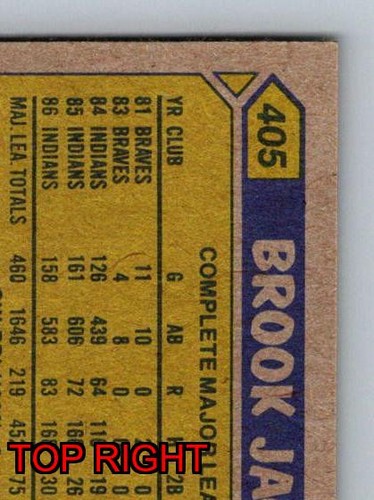 405 BROOK JA
COMPLETE MAJOR LEA
YR CLUB G AB R H 2B
81 BRAVES 11 10 0
83 BRAVES 4 8 0
84 INDIANS 126 439 64
85 INDIANS 161 606 72
86 INDIANS 158 583 83
MAJ. LEA. TOTALS 460 1646 219
TOP RIGHT